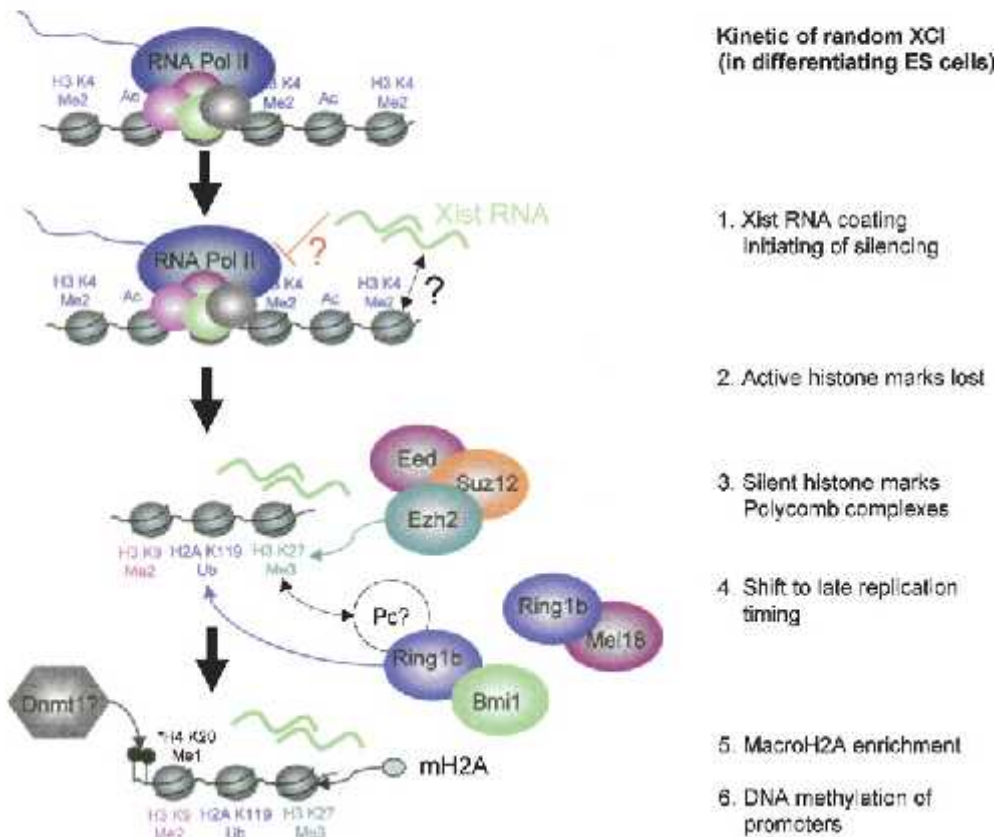 Kinetic of random XCI
(in differentiating ES cells)
RNA Pol II
H3 K4
Me2
Ac
3 K4
Me2
Ac
H3 K4
Me2
Xist RNA
?
RNA Pol II
H3 K4
Me2
Ac
3 K4
Me2
Ac
H3 K4
Me2
?
1. Xist RNA coating
Initiating of silencing
2. Active histone marks lost
Eed
Suz12
Ezh2
3. Silent histone marks
Polycomb complexes
H3 K9
Me2
H2A K119
Ub
H3 K27
Me3
Pc?
Ring1b
Bmi1
Ring1b
Mel18
4. Shift to late replication
timing
Dnmt1?
*H4 K20
Me1
mH2A
H3 K9
Me2
H2A K119
Ub
H3 K27
Me3
5. MacroH2A enrichment
6. DNA methylation of
promoters